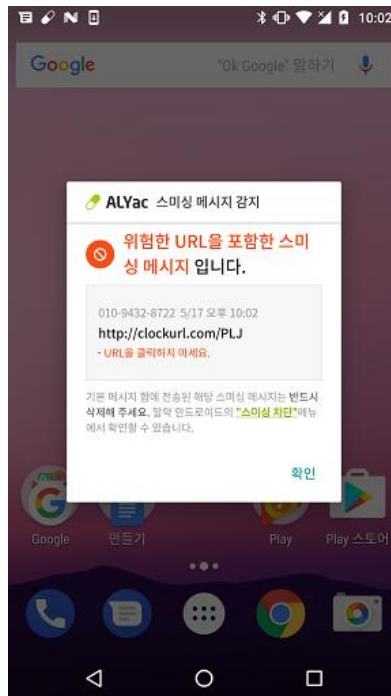 10:02
Google
"Ok Google" 말하기
ALYac 스미싱 메시지 감지
위험한 URL을 포함한 스미
싱 메시지 입니다.
010-9432-8722 5/17 오후 10:02
http://clockurl.com/PLJ
- URL을 클릭하지 마세요.
기본 메시지 함에 전송된 해당 스미싱 메시지는 반드시
삭제해 주세요. 알약 안드로이드의 "스미싱 차단"메뉴
에서 확인할 수 있습니다.
확인
Google
만들기
Play
Play 스토어